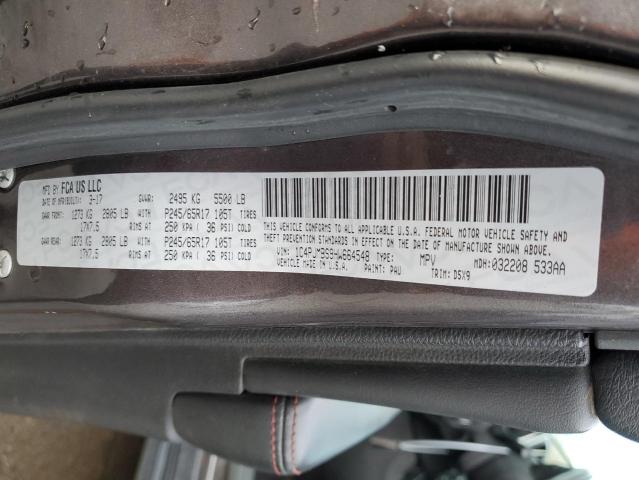 MFD BY FCA US LLC
DATE OF MFR(BUILT): 3-17 GVWR: 2495 KG 5500 LB
GAWR FRONT: 1273 KG 2805 LB WITH P245/65R17 105T TIRES
17X7.5 RIMS AT 250 KPA ( 36 PSI) COLD
GAWR REAR: 1273 KG 2805 LB WITH P245/65R17 105T TIRES
17X7.5 RIMS AT 250 KPA ( 36 PSI) COLD
THIS VEHICLE CONFORMS TO ALL APPLICABLE U.S.A. FEDERAL MOTOR VEHICLE SAFETY AND
THEFT PREVENTION STANDARDS IN EFFECT ON THE DATE OF MANUFACTURE SHOWN ABOVE.
VIN: 1C4PJMBS9HW664548 TYPE: MPV MDH: 032208 533AA
VEHICLE MADE IN U.S.A. PAINT: PAU TRIM: D5X9